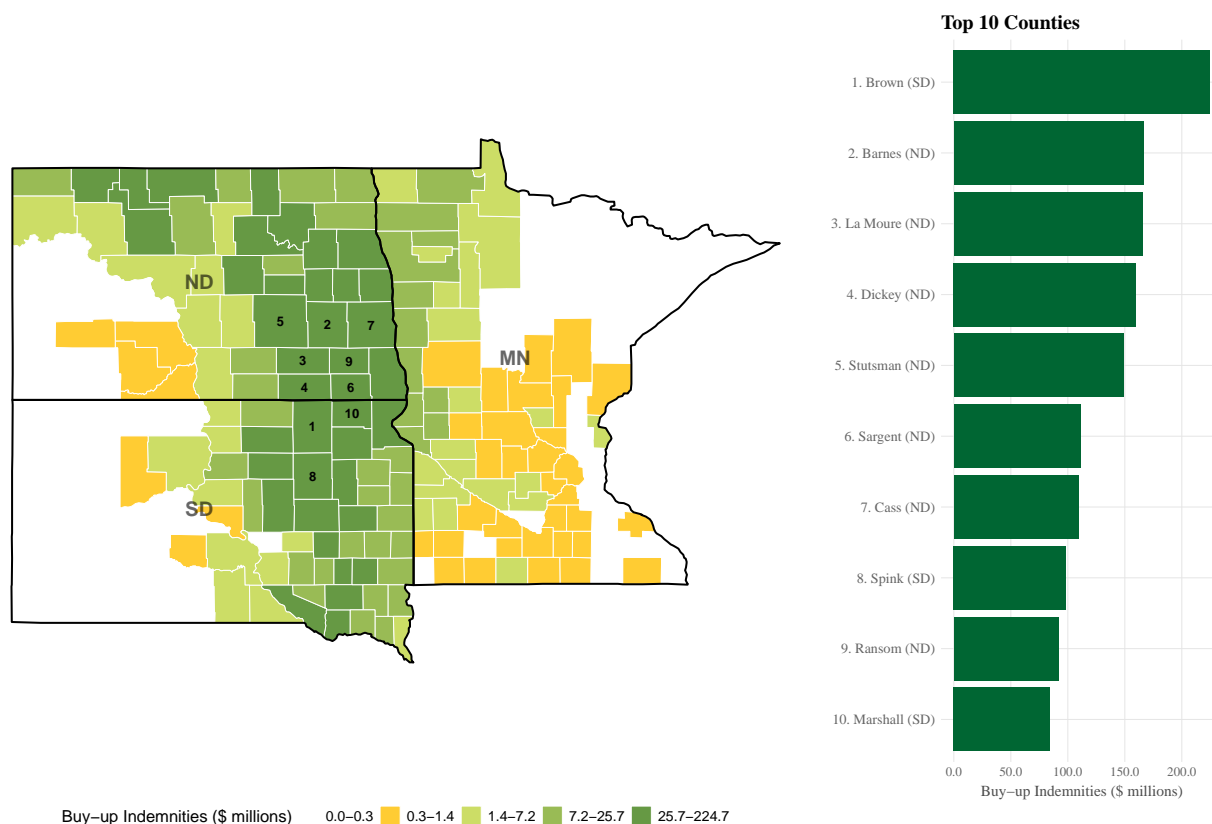 Top 10 Counties
1. Brown (SD)
2. Barnes (ND)
3. La Moure (ND)
4. Dickey (ND)
5. Stutsman (ND)
6. Sargent (ND)
7. Cass (ND)
8. Spink (SD)
9. Ransom (ND)
10. Marshall (SD)
0.0 50.0 100.0 150.0 200.0
Buy−up Indemnities ($ millions)
ND
5 2 7
MN
3 9
4 6
10
1
8
SD
Buy−up Indemnities ($ millions) 0.0−0.3 0.3−1.4 1.4−7.2 7.2−25.7 25.7−224.7